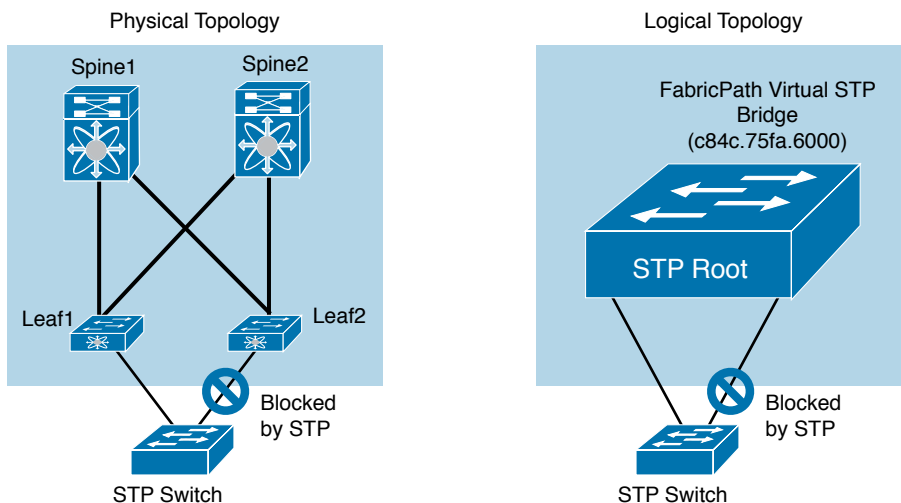 Physical Topology
Spine1
Spine2
Leaf1
Leaf2
Blocked
by STP
STP Switch
Logical Topology
FabricPath Virtual STP
Bridge
(c84c.75fa.6000)
STP Root
Blocked
by STP
STP Switch